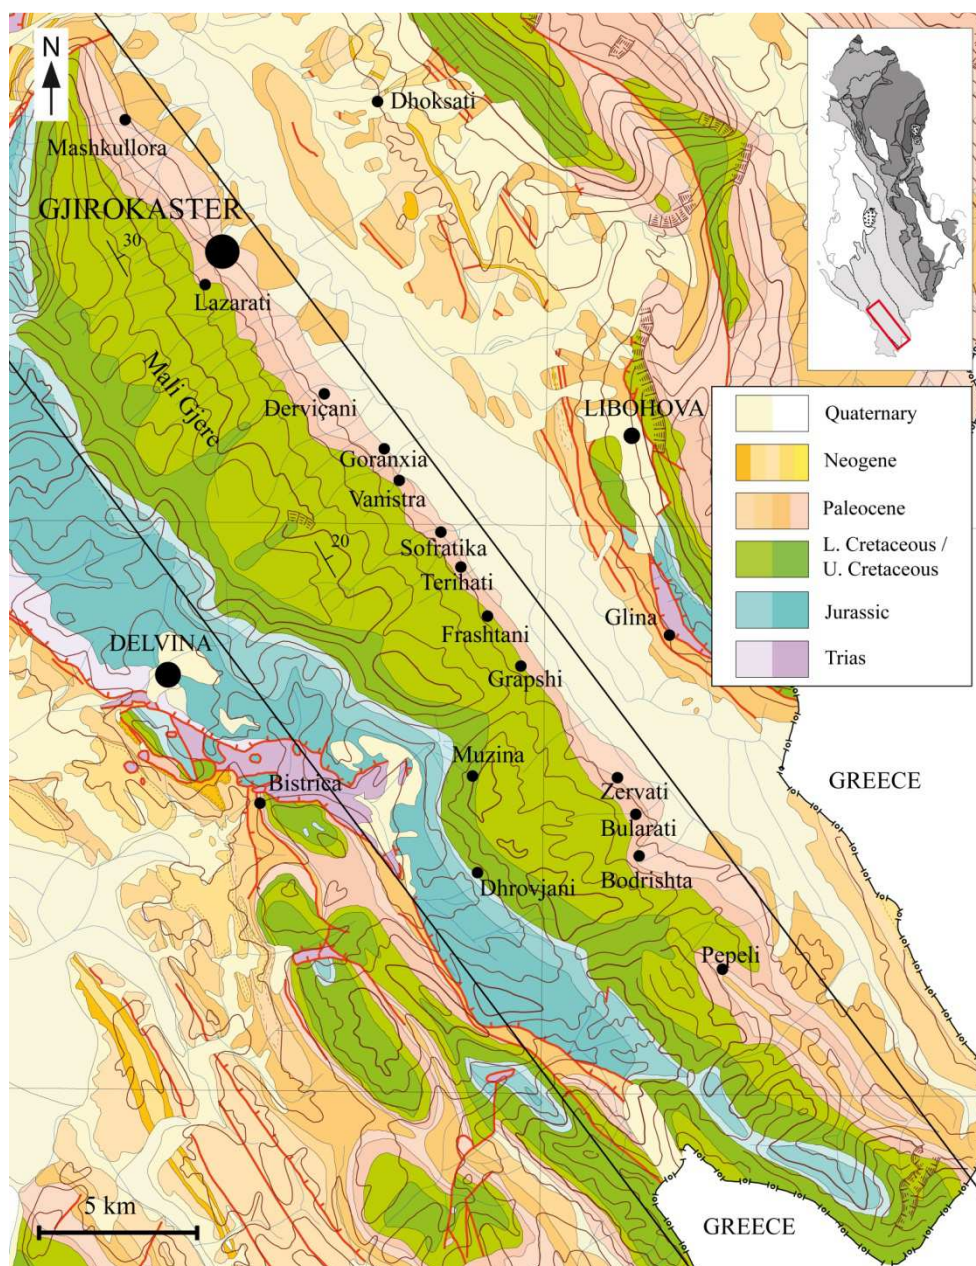 N
Dhoksati
Mashkullora
GJIROKASTER
30
Lazarati
Mali Gjere
Derviçani
LIBOHOVA
Goranxia
Vanistra
20
Sofratika
Terihati
Frashtani
Glina
DELVINA
Grapshi
Muzina
Bistrica
Zervati
Bularati
Bodrishta
Dhrovjani
Pepeli
GREECE
GREECE
5 km
Quaternary
Neogene
Paleocene
L. Cretaceous /
U. Cretaceous
Jurassic
Trias